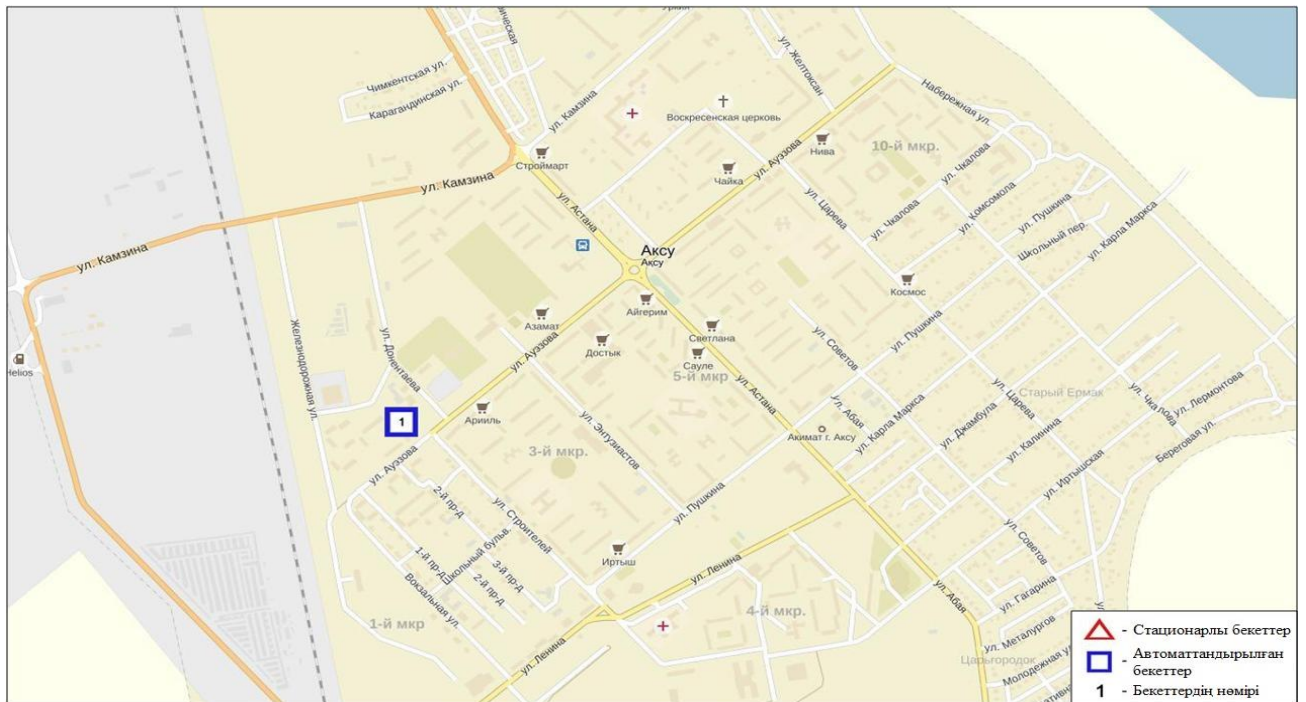 Чимкентская ул.
Карагандинская ул.
ул. Камзина
ул. Желтоксан
Набережная ул.
Воскресенская церковь
Строймарт
ул. Камзина
ул. Камзина
Нива
Чайка
ул. Ауэзова
10-й мкр.
ул. Чкалова
ул. Астана
ул. Царева
ул. Чкалова
ул. Комсомола
ул. Пушкина
Школьный пер.
ул. Карла Маркса
Аксу
Ақсу
Космос
Айгерим
Азамат
Светлана
Helios
Железнодорожная ул.
ул. Донентаева
ул. Ауэзова
Достык
Сауле
5-й мкр
ул. Советов
ул. Пушкина
ул. Астана
ул. Абая
ул. Карла Маркса
ул. Джамбула
ул. Царева
Старый Ермак
ул. Чкалова
ул. Лермонтова
Береговая ул.
1
Арииль
Акимат г. Аксу
ул. Калинина
ул. Иртышская
ул. Ауэзова
3-й мкр.
ул. Энтузиастов
2-й пр-д
ул. Строителей
ул. Пушкина
1-й пр-д
Школьный бульв.
3-й пр-д
2-й пр-д
Вокзальная ул.
Иртыш
ул. Ленина
ул. Советов
1-й мкр
4-й мкр.
ул. Абая
ул. Гагарина
ул. Металургов
ул. Ленина
Царьгородок
Молодежная ул.
- Стационарлы бекеттер
- Автоматтандырылған
бекеттер
1 - Бекеттердің нөмірі